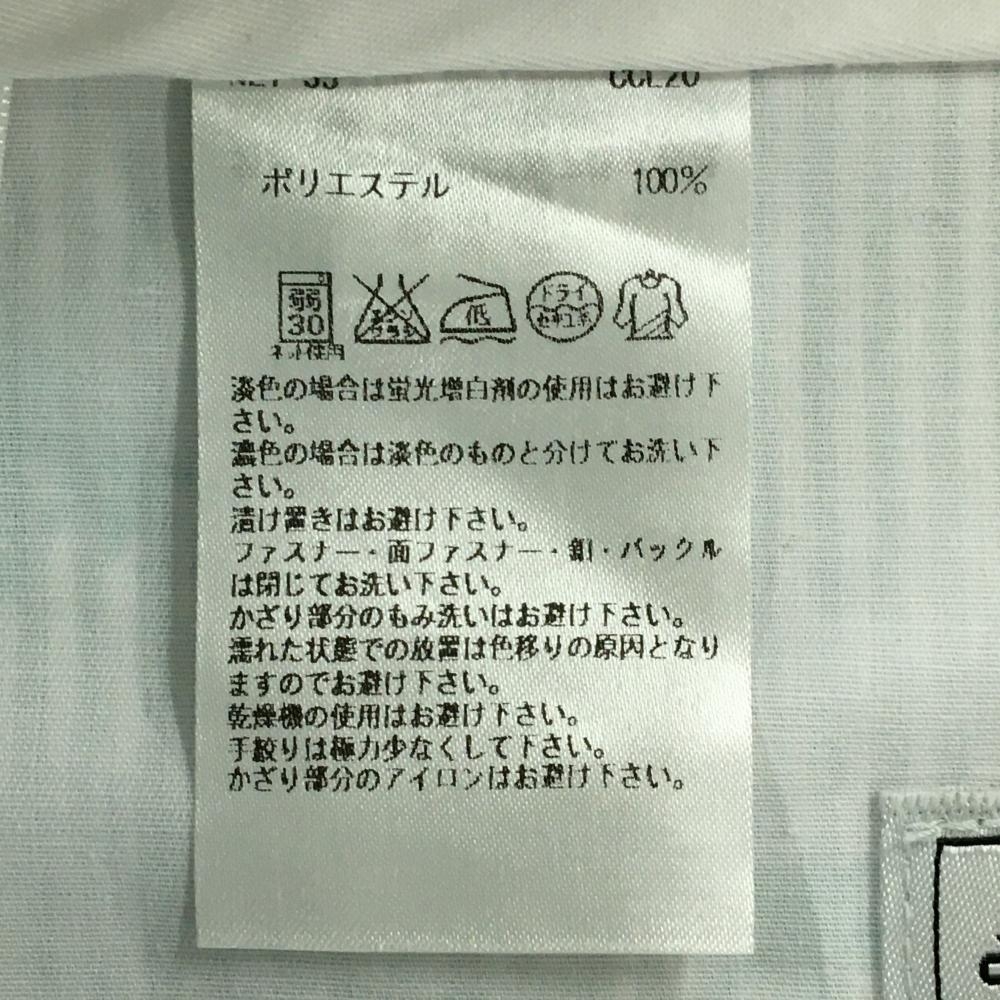 CCL20
ポリエステル 100%
弱 30 低 ドライ セキユ系
ネット使用
淡色の場合は蛍光増白剤の使用はお避け下
さい。
濃色の場合は淡色のものと分けてお洗い下
さい。
漬け置きはお避け下さい。
ファスナー・面ファスナー・釦・バックル
は閉じてお洗い下さい。
かざり部分のもみ洗いはお避け下さい。
濡れた状態での放置は色移りの原因となり
ますのでお避け下さい。
乾燥機の使用はお避け下さい。
手絞りは極力少なくして下さい。
かざり部分のアイロンはお避け下さい。